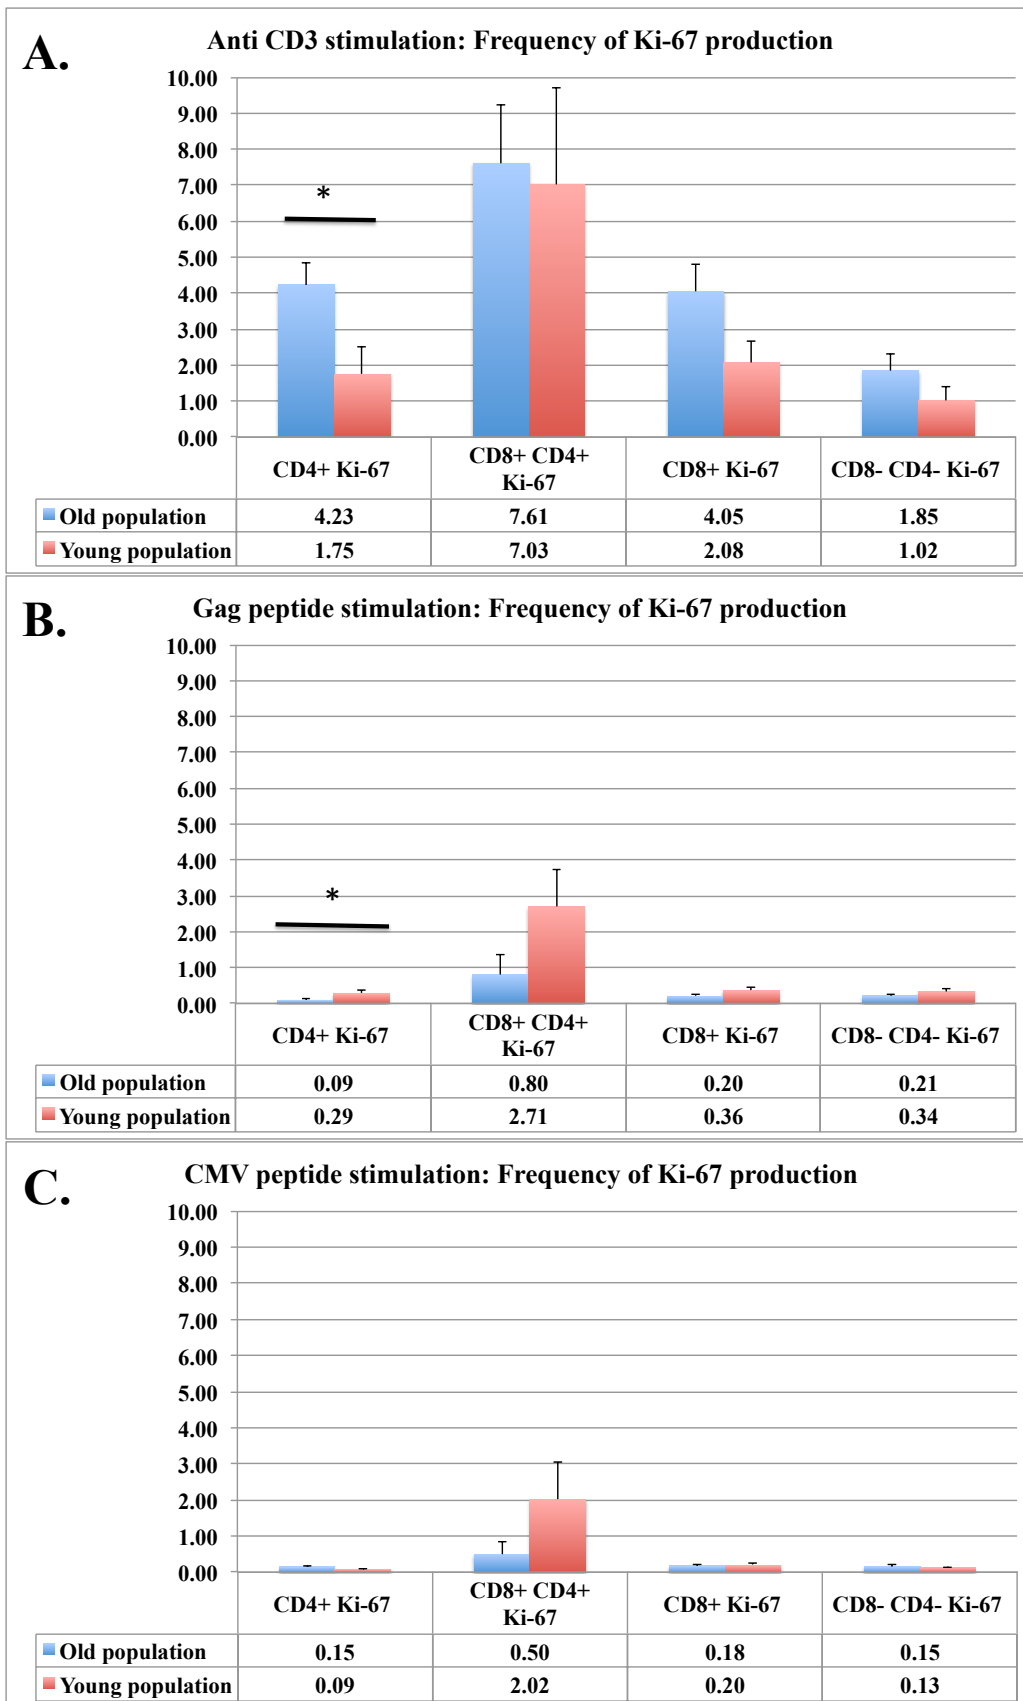 A.
Anti CD3 stimulation: Frequency of Ki-67 production
10.00
9.00
8.00
7.00
6.00
5.00
4.00
3.00
2.00
1.00
0.00
*
CD4+ Ki-67 CD8+ CD4+ Ki-67 CD8+ Ki-67 CD8- CD4- Ki-67
Old population 4.23 7.61 4.05 1.85
Young population 1.75 7.03 2.08 1.02
B.
Gag peptide stimulation: Frequency of Ki-67 production
10.00
9.00
8.00
7.00
6.00
5.00
4.00
3.00
2.00
1.00
0.00
*
CD4+ Ki-67 CD8+ CD4+ Ki-67 CD8+ Ki-67 CD8- CD4- Ki-67
Old population 0.09 0.80 0.20 0.21
Young population 0.29 2.71 0.36 0.34
C.
CMV peptide stimulation: Frequency of Ki-67 production
10.00
9.00
8.00
7.00
6.00
5.00
4.00
3.00
2.00
1.00
0.00
CD4+ Ki-67 CD8+ CD4+ Ki-67 CD8+ Ki-67 CD8- CD4- Ki-67
Old population 0.15 0.50 0.18 0.15
Young population 0.09 2.02 0.20 0.13